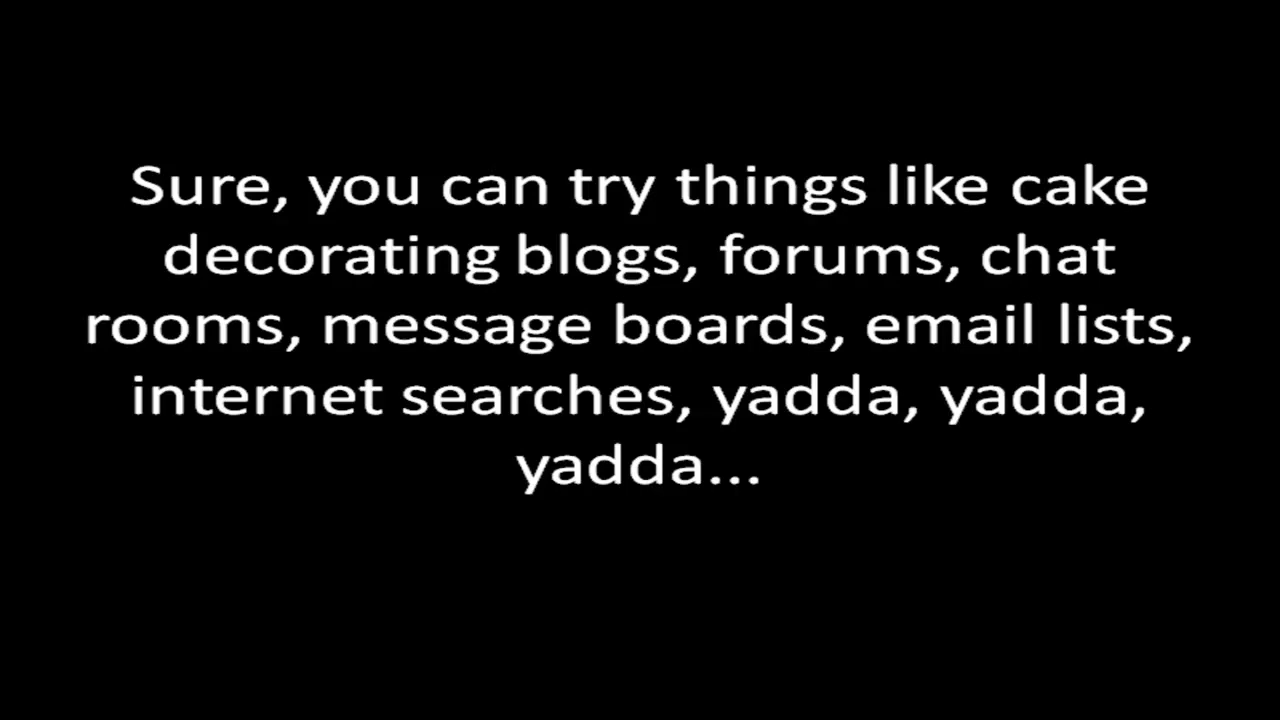 Sure, you can try things like cake
decorating blogs, forums, chat
rooms, message boards, email lists,
internet searches, yadda, yadda,
yadda...